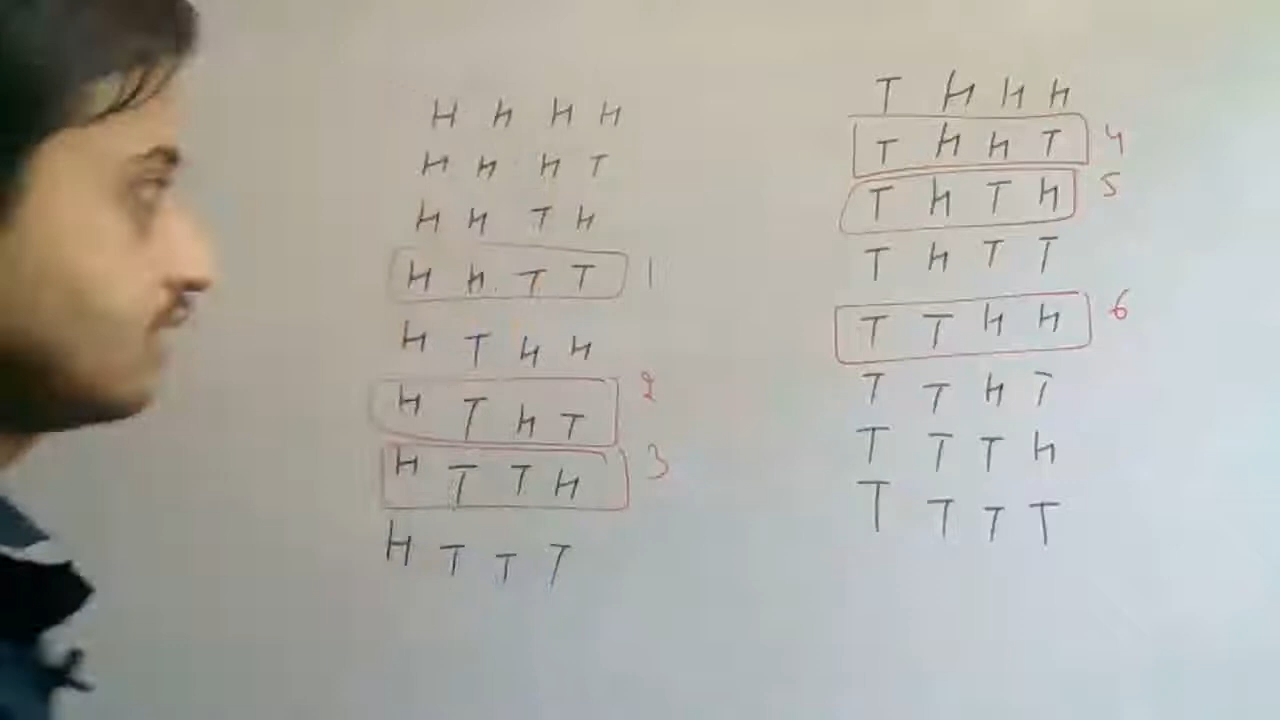 H H H H
H H H T
H H T H
H H T T 1
H T H H
H T H T 2
H T T H 3
H T T T
T H H H
T H H T 4
T H T H 5
T H T T
T T H H 6
T T H T
T T T H
T T T T